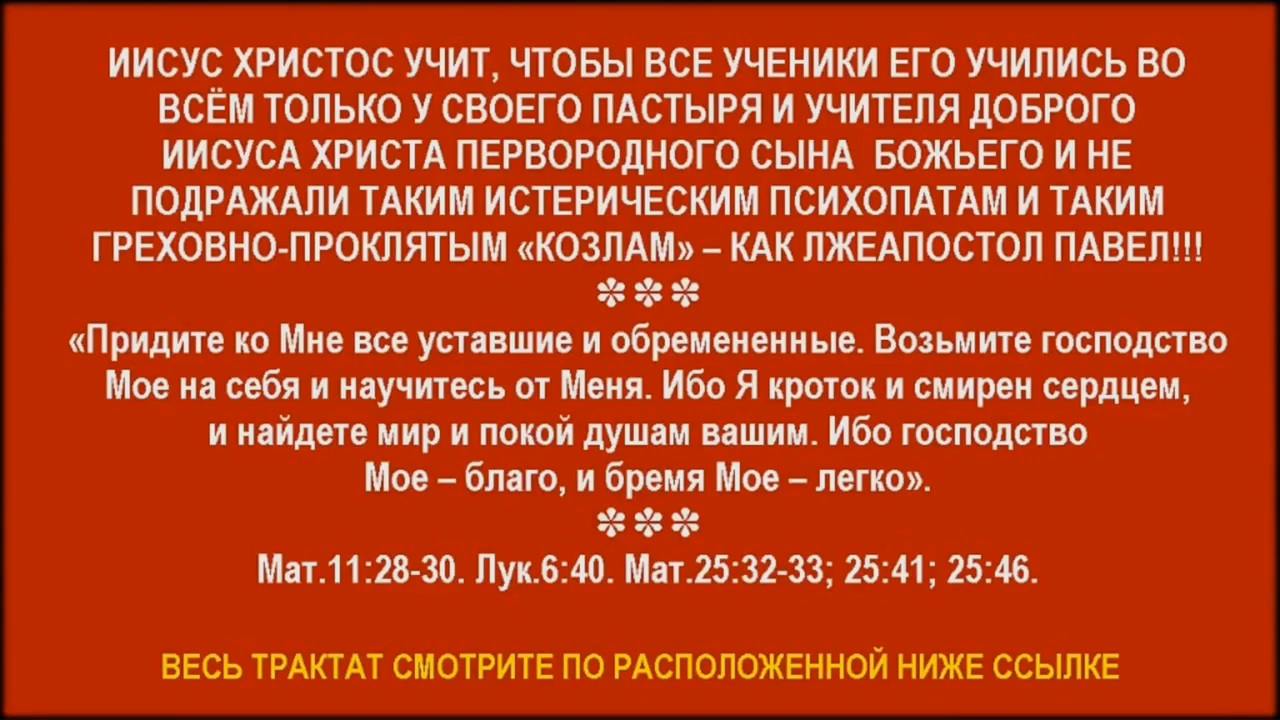 ИИСУС ХРИСТОС УЧИТ, ЧТОБЫ ВСЕ УЧЕНИКИ ЕГО УЧИЛИСЬ ВО
ВСЁМ ТОЛЬКО У СВОЕГО ПАСТЫРЯ И УЧИТЕЛЯ ДОБРОГО
ИИСУСА ХРИСТА ПЕРВОРОДНОГО СЫНА БОЖЬЕГО И НЕ
ПОДРАЖАЛИ ТАКИМ ИСТЕРИЧЕСКИМ ПСИХОПАТАМ И ТАКИМ
ГРЕХОВНО-ПРОКЛЯТЫМ «КОЗЛАМ» – КАК ЛЖЕАПОСТОЛ ПАВЕЛ!!!
✽ ✽ ✽
«Придите ко Мне все уставшие и обремененные. Возьмите господство
Мое на себя и научитесь от Меня. Ибо Я кроток и смирен сердцем,
и найдете мир и покой душам вашим. Ибо господство
Мое – благо, и бремя Мое – легко».
✽ ✽ ✽
Мат.11:28-30. Лук.6:40. Мат.25:32-33; 25:41; 25:46.
ВЕСЬ ТРАКТАТ СМОТРИТЕ ПО РАСПОЛОЖЕННОЙ НИЖЕ ССЫЛКЕ